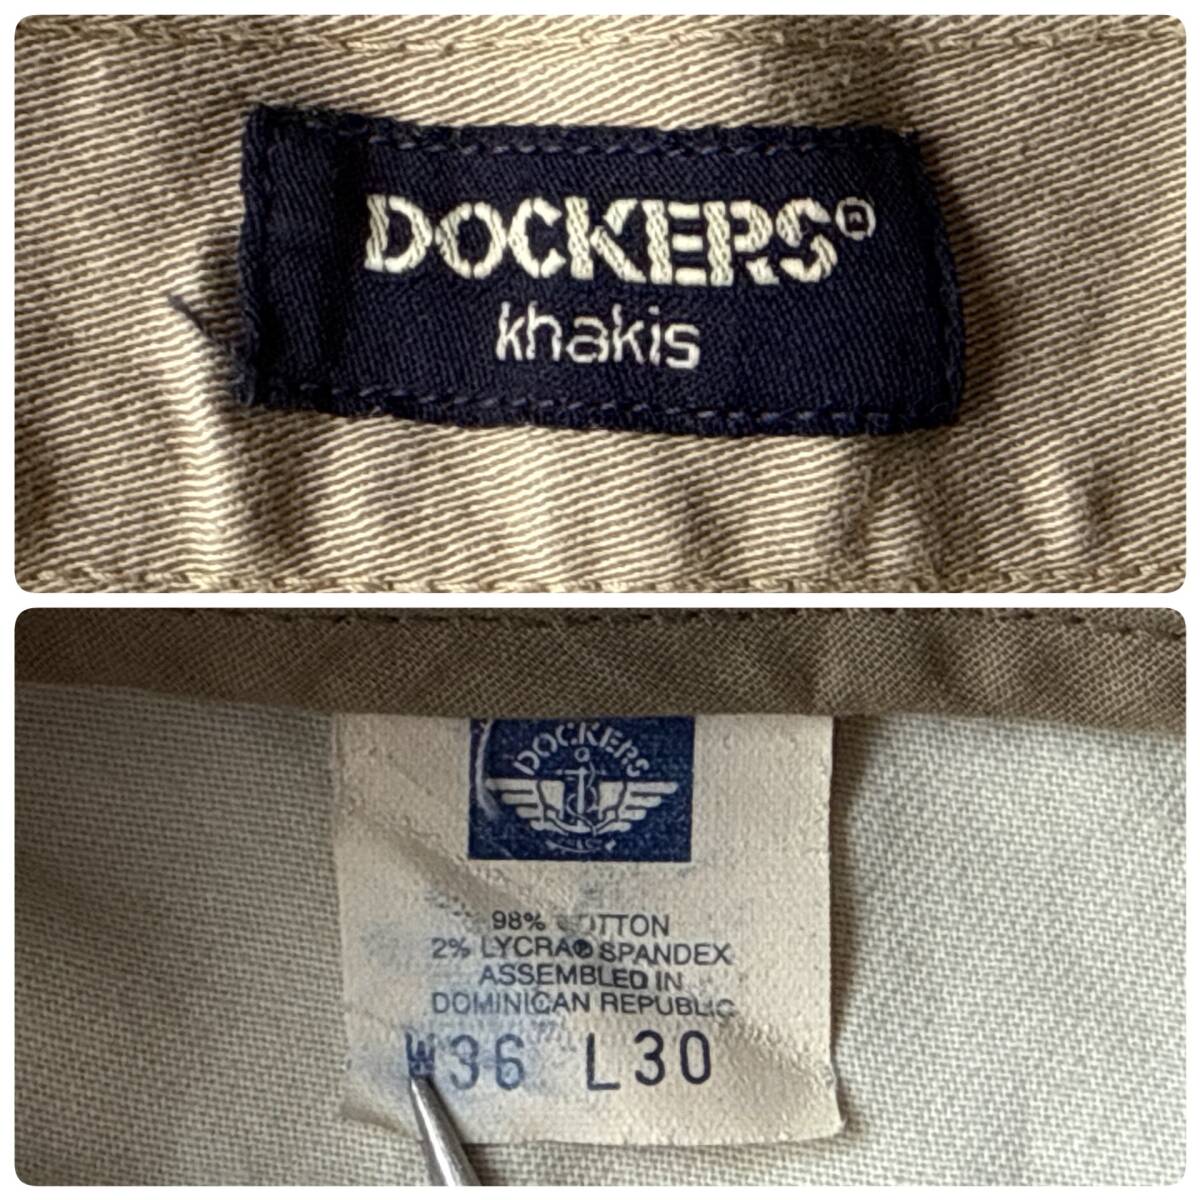 DOCKERS®
khakis
DOCKERS
98% COTTON
2% LYCRA® SPANDEX
ASSEMBLED IN
DOMINICAN REPUBLIC
W36 L30